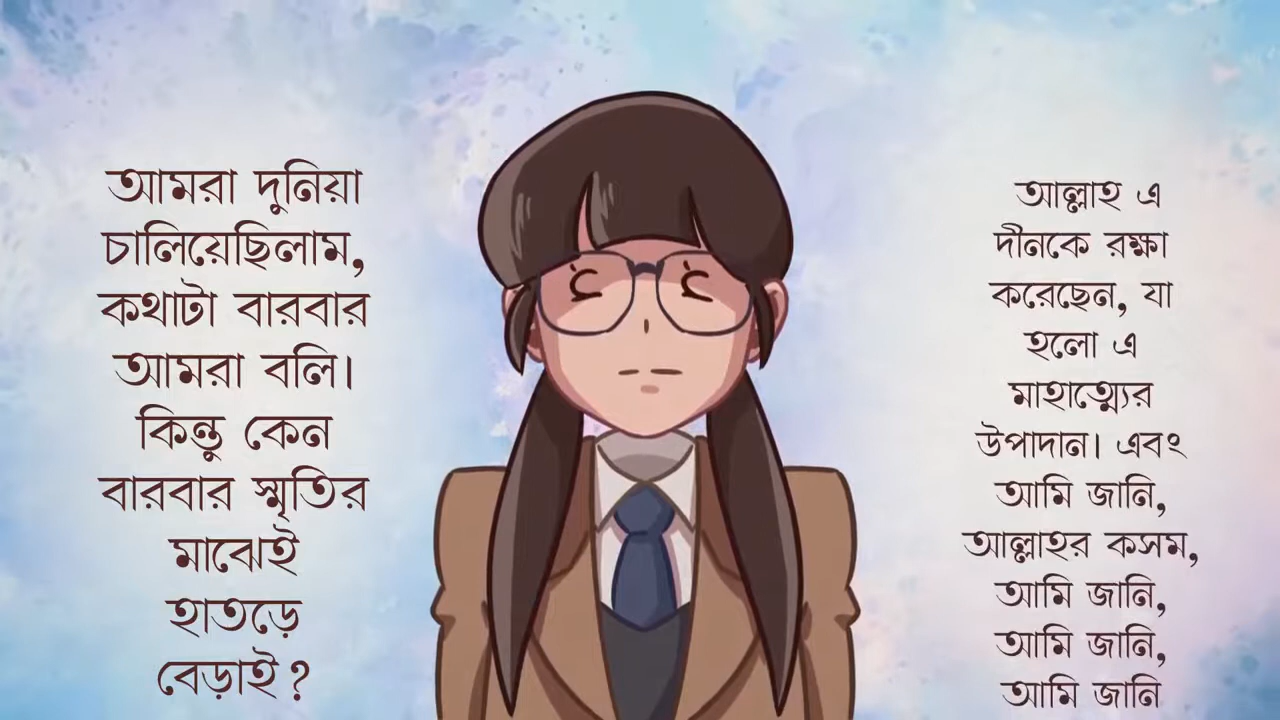 আমরা দুনিয়া
চালিয়েছিলাম,
কথাটা বারবার
আমরা বলি।
কিন্তু কেন
বারবার স্মৃতির
মাঝেই
হাতড়ে
বেড়াই?
আল্লাহ এ
দীনকে রক্ষা
করেছেন, যা
হলো এ
মাহাত্ম্যের
উপাদান। এবং
আমি জানি,
আল্লাহর কসম,
আমি জানি,
আমি জানি,
আমি জানি